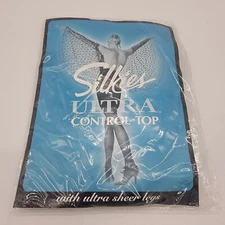 Silkies
ULTRA
CONTROL-TOP
with ultra sheer legs